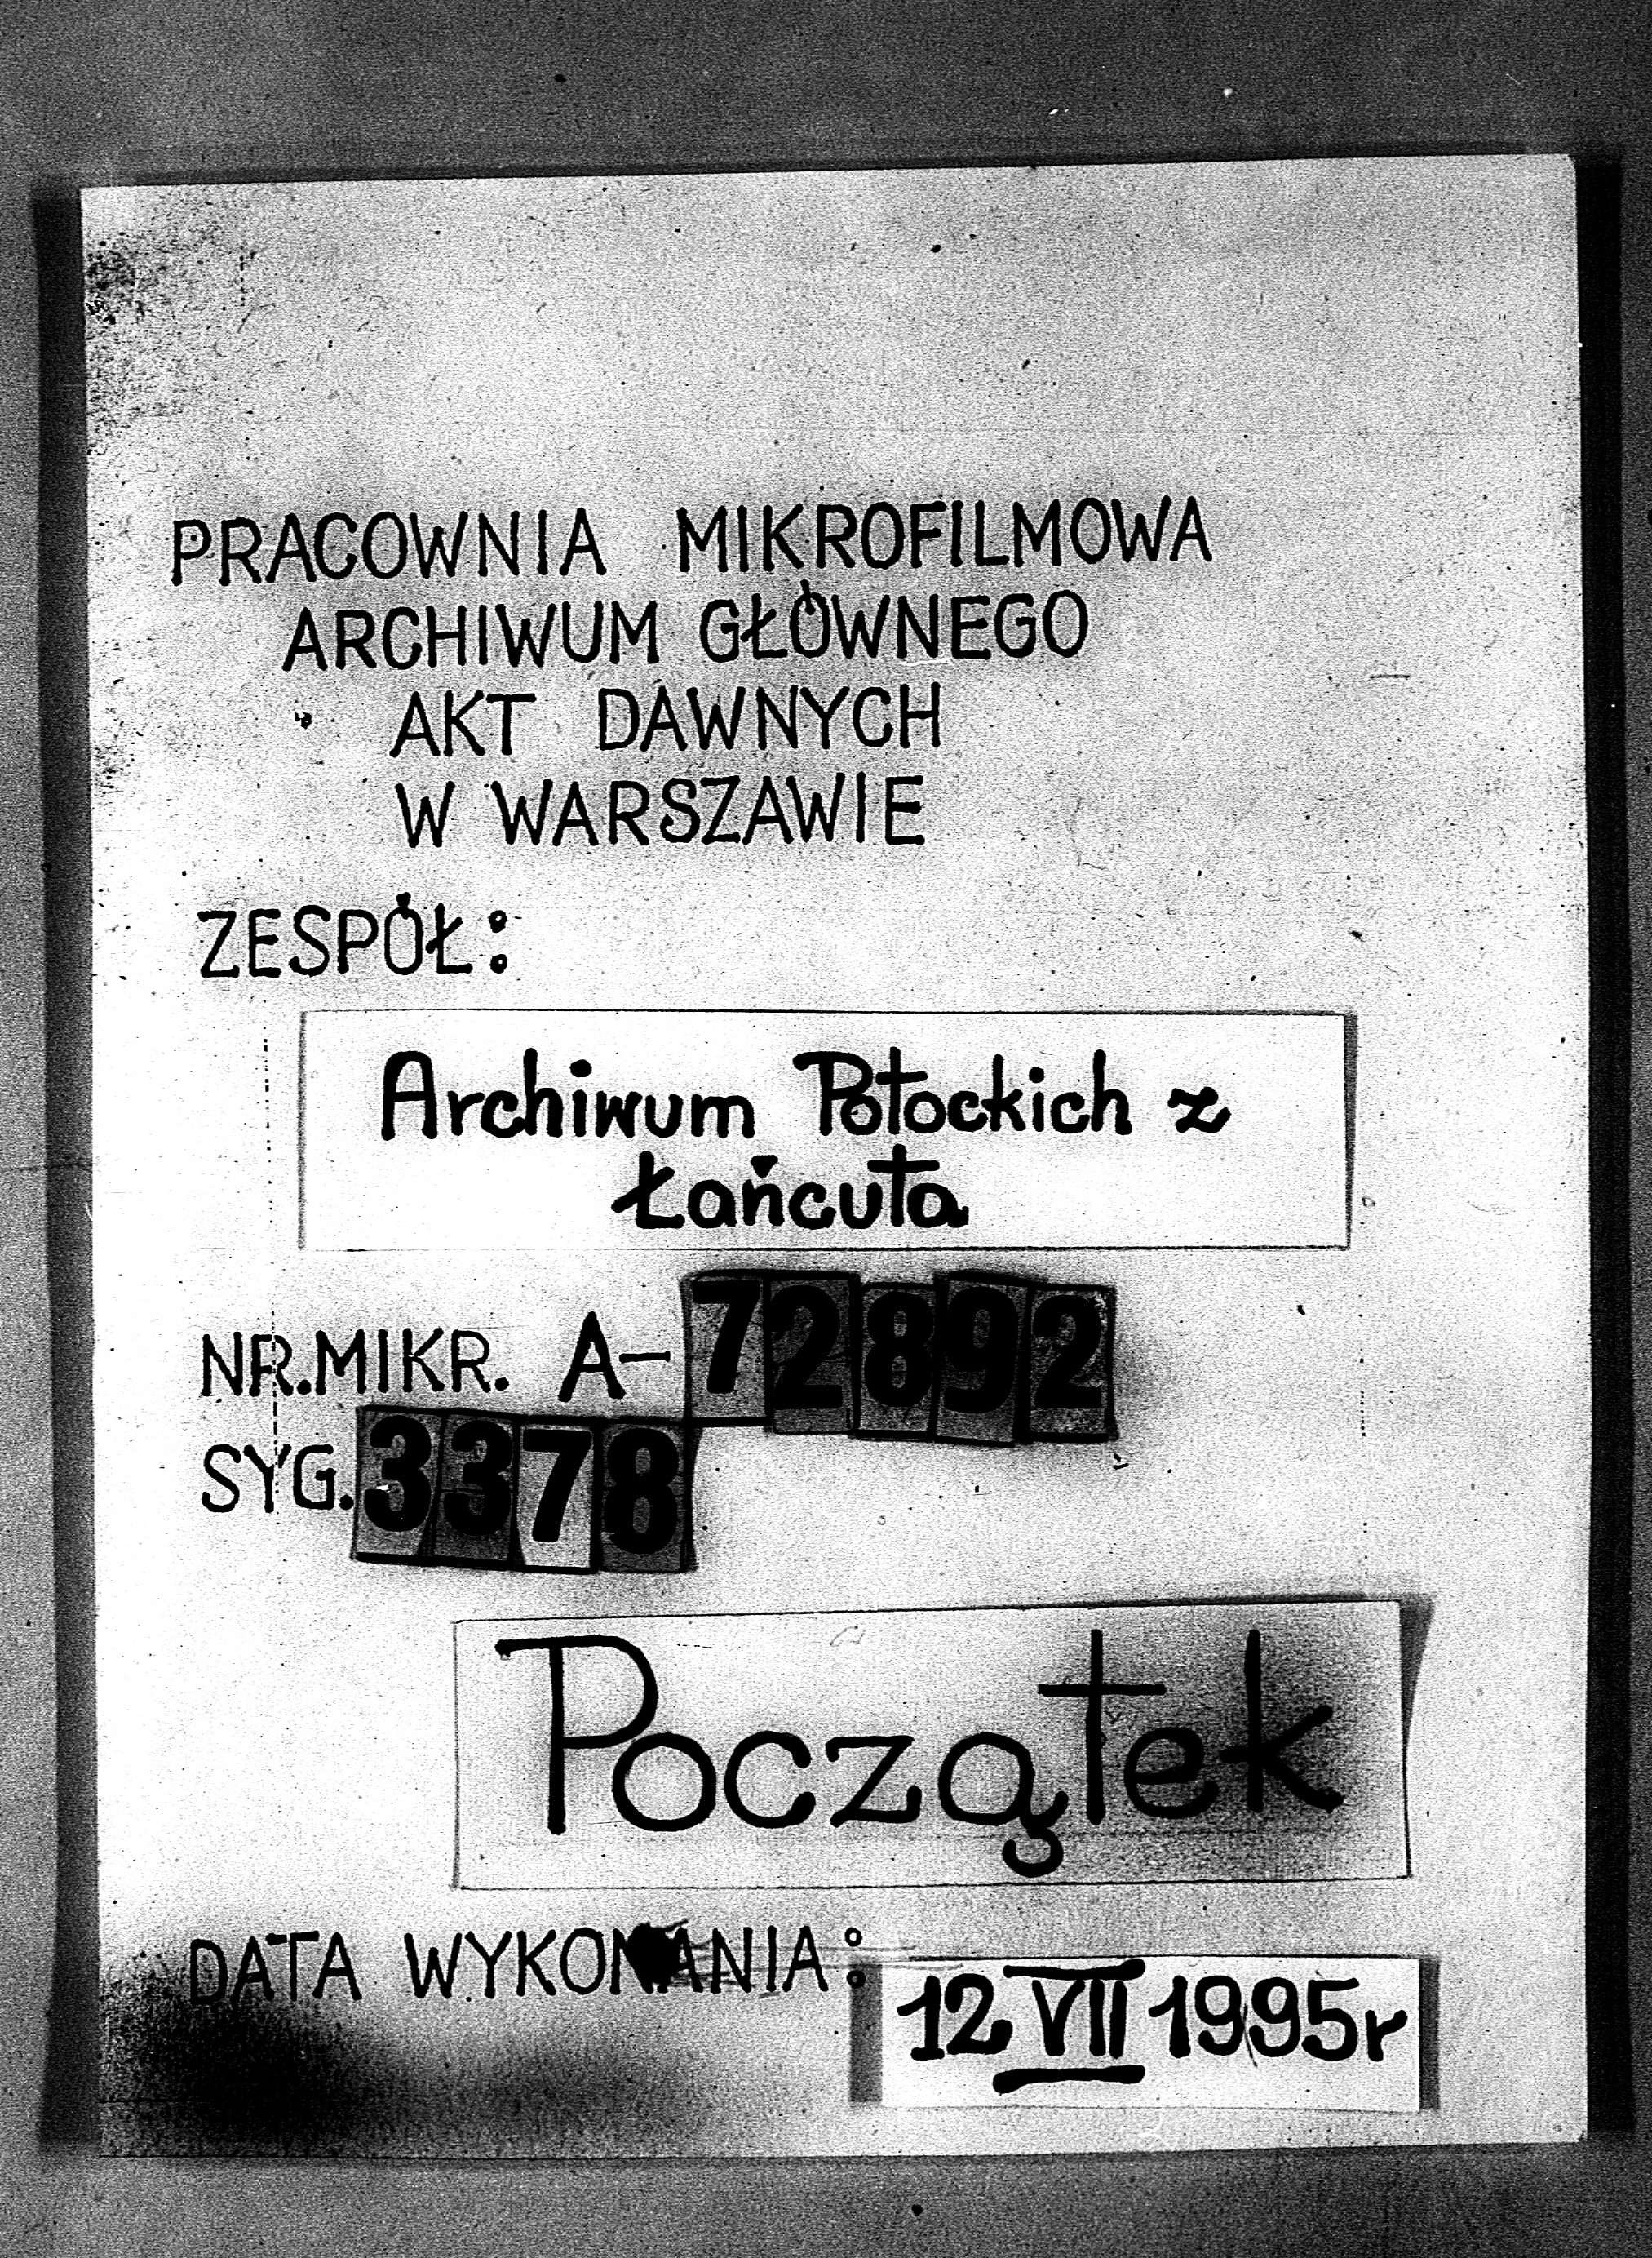 PRACOWNIA MIKROFILMOWA
ARCHIWUM GŁÓWNEGO
AKT DAWNYCH
W WARSZAWIE
ZESPÓŁ:
Archiwum Potockich z
Łańcuta
NR.MIKR. A-72892
SYG. 3378
Początek
DATA WYKONANIA: 12 VII 1995r